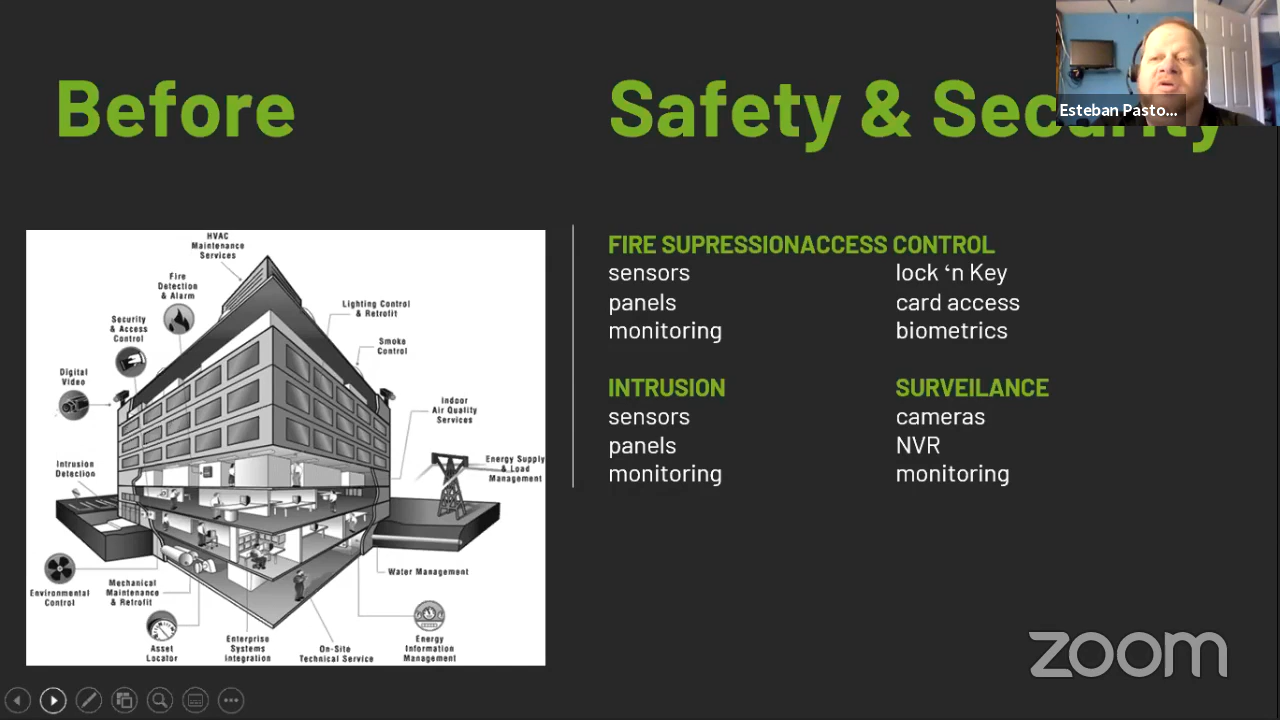 Before
Safety & Security
Esteban Pasto...
FIRE SUPRESSIONACCESS CONTROL
sensors
lock ‘n Key
panels
card access
monitoring
biometrics
INTRUSION
SURVEILANCE
sensors
cameras
panels
NVR
monitoring
monitoring
HVAC
Maintenance
Services
Fire
Detection
& Alarm
Security
& Access
Control
Digital
Video
Lighting Control
& Retrofit
Smoke
Control
Indoor
Air Quality
Services
Intrusion
Detection
Energy Supply
& Load
Management
Environmental
Control
Mechanical
Maintenance
& Retrofit
Asset
Locator
Enterprise
Systems
Integration
On-Site
Technical Service
Water Management
Energy
Information
Management
zoom